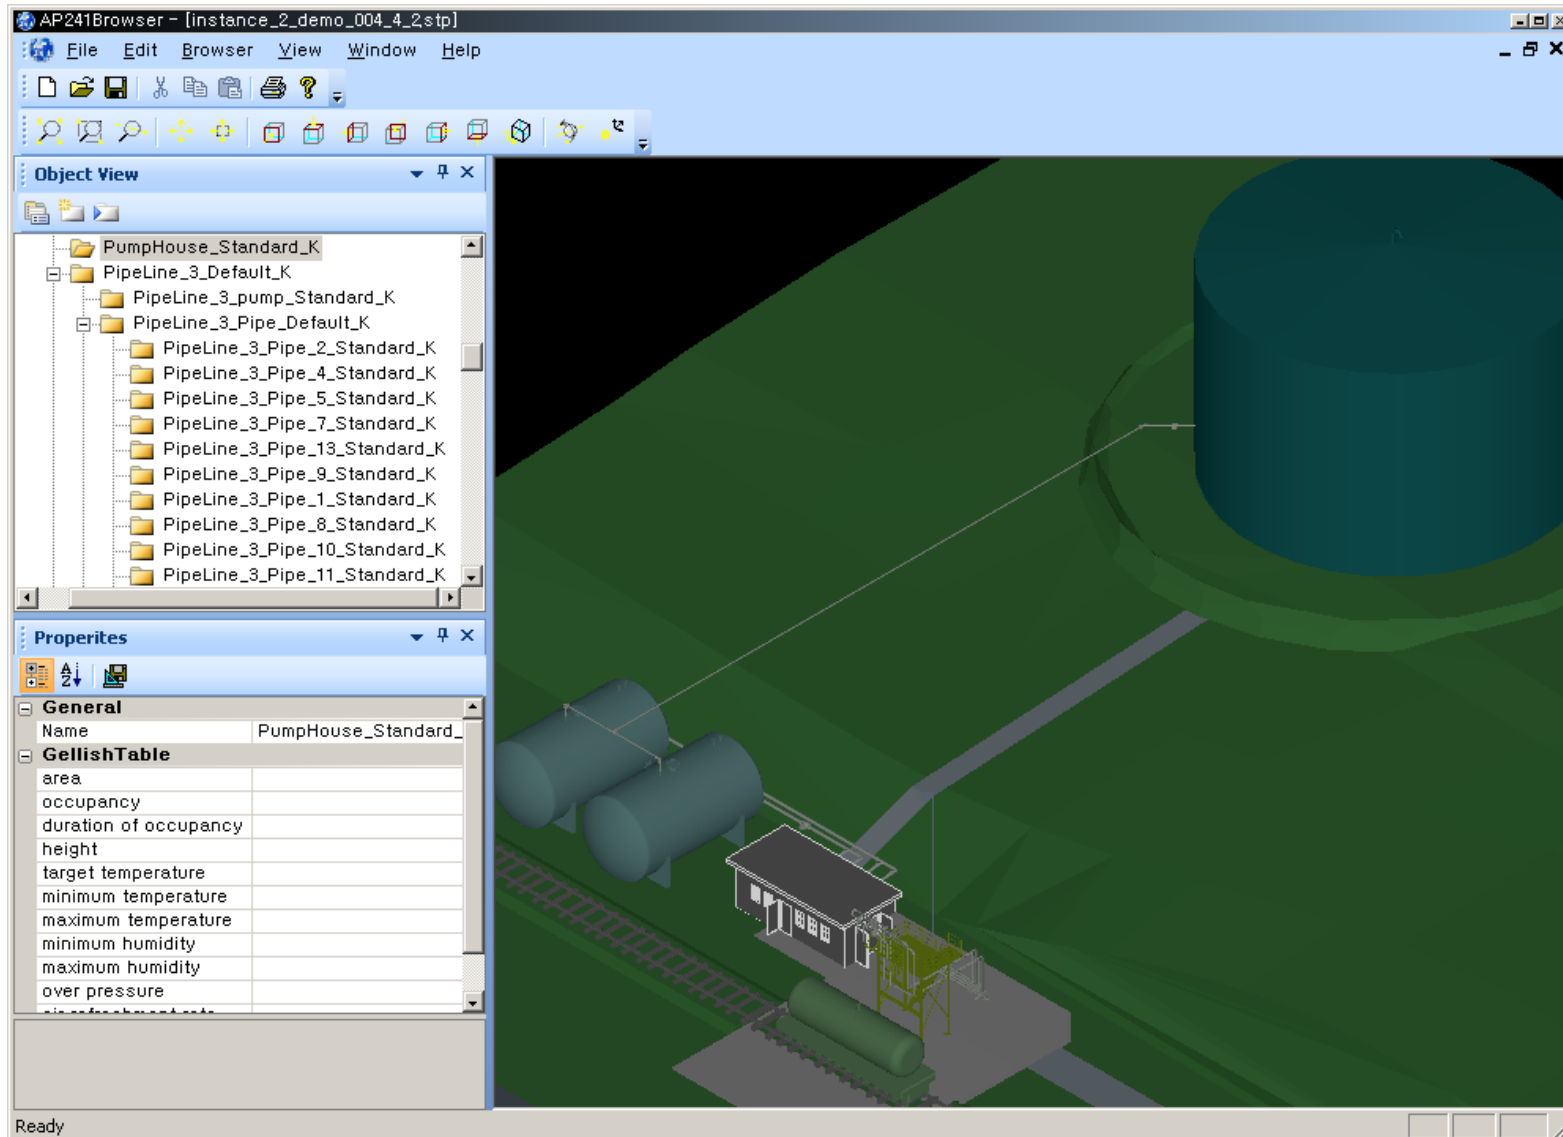 AP241Browser - [instance_2_demo_004_4_2stp]
File Edit Browser View Window Help
Object View
PumpHouse_Standard_K
PipeLine_3_Default_K
PipeLine_3_pump_Standard_K
PipeLine_3_Pipe_Default_K
PipeLine_3_Pipe_2_Standard_K
PipeLine_3_Pipe_4_Standard_K
PipeLine_3_Pipe_5_Standard_K
PipeLine_3_Pipe_7_Standard_K
PipeLine_3_Pipe_13_Standard_K
PipeLine_3_Pipe_9_Standard_K
PipeLine_3_Pipe_1_Standard_K
PipeLine_3_Pipe_8_Standard_K
PipeLine_3_Pipe_10_Standard_K
PipeLine_3_Pipe_11_Standard_K
Properites
General
Name PumpHouse_Standard_
GellishTable
area
occupancy
duration of occupancy
height
target temperature
minimum temperature
maximum temperature
minimum humidity
maximum humidity
over pressure
Ready